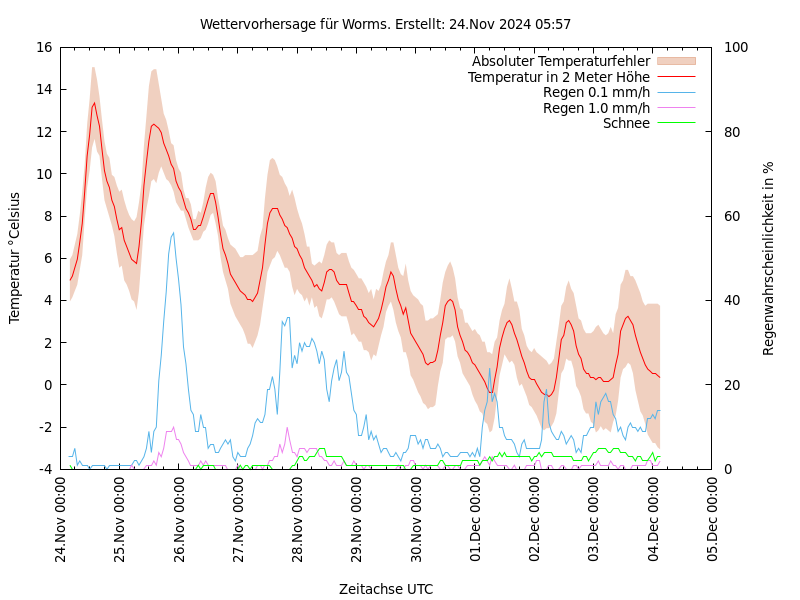 Wettervorhersage für Worms. Erstellt: 24.Nov 2024 05:57
Absoluter Temperaturfehler
Temperatur in 2 Meter Höhe
Regen 0.1 mm/h
Regen 1.0 mm/h
Schnee
Temperatur °Celsius
16
14
12
10
8
6
4
2
0
-2
-4
Regenwahrscheinlichkeit in %
100
80
60
40
20
0
24.Nov 00:00
25.Nov 00:00
26.Nov 00:00
27.Nov 00:00
28.Nov 00:00
29.Nov 00:00
30.Nov 00:00
01.Dec 00:00
02.Dec 00:00
03.Dec 00:00
04.Dec 00:00
05.Dec 00:00
Zeitachse UTC